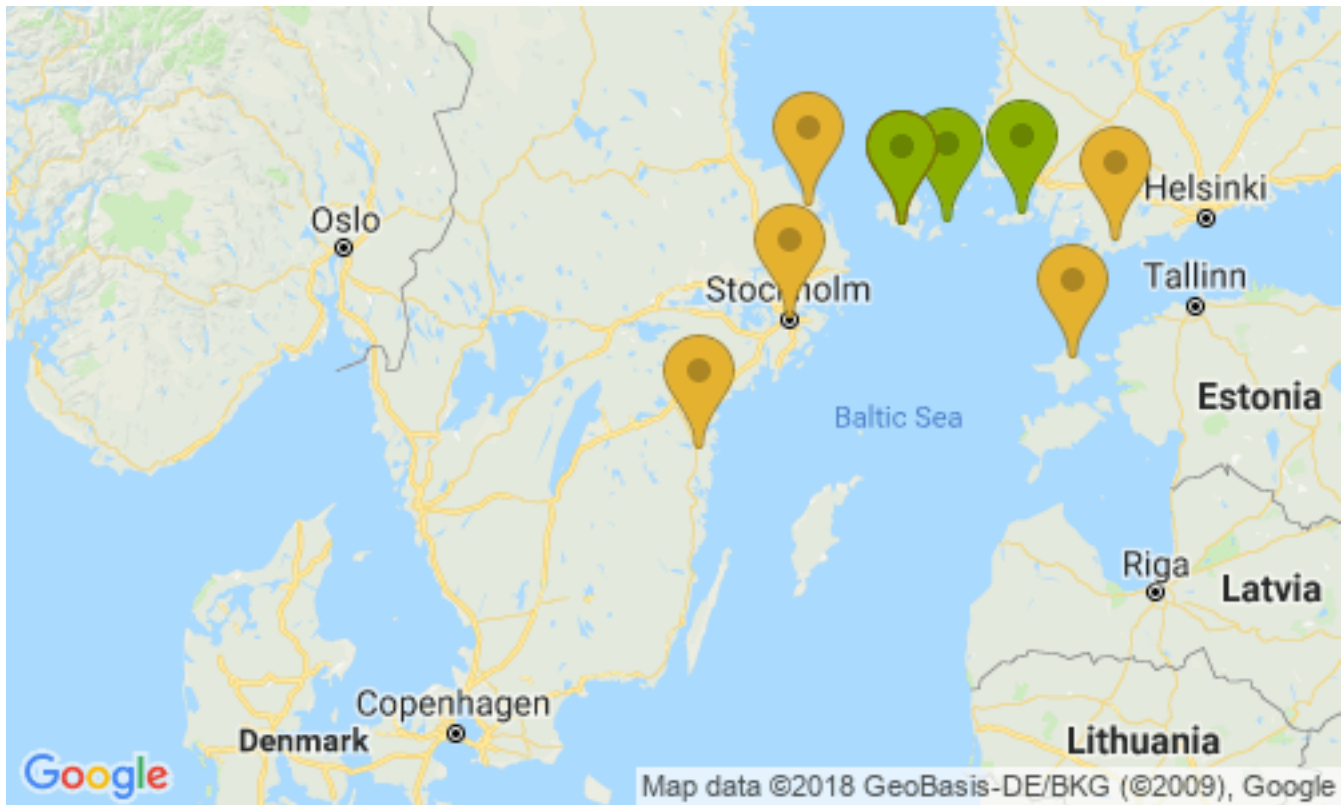 Helsinki
Oslo
Tallinn
Stockholm
Estonia
Baltic Sea
Riga
Latvia
Copenhagen
Denmark
Lithuania
Google
Map data ©2018 GeoBasis-DE/BKG (©2009), Google